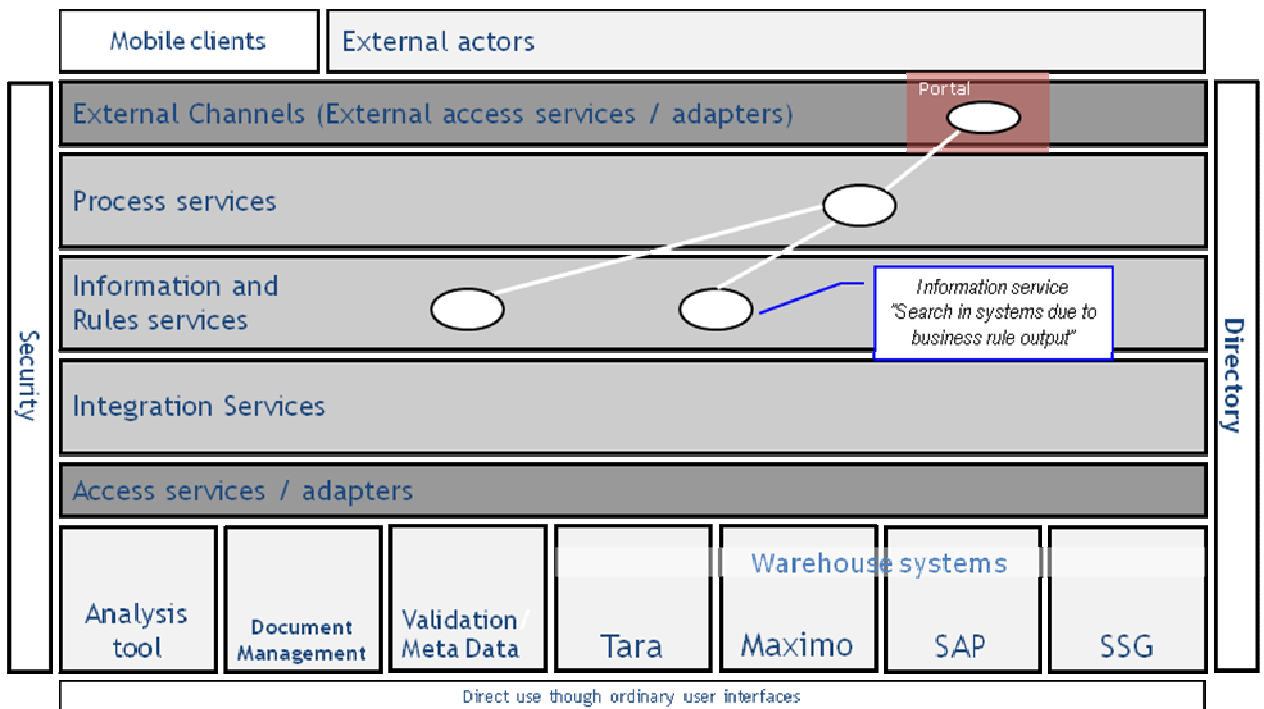 Mobile clients
External actors
Portal
External Channels (External access services / adapters)
Process services
Information and
Rules services
Information service
"Search in systems due to
business rule output"
Security
Directory
Integration Services
Access services / adapters
Warehouse systems
Analysis
tool
Document
Management
Validation/
Meta Data
Tara
Maximo
SAP
SSG
Direct use though ordinary user interfaces